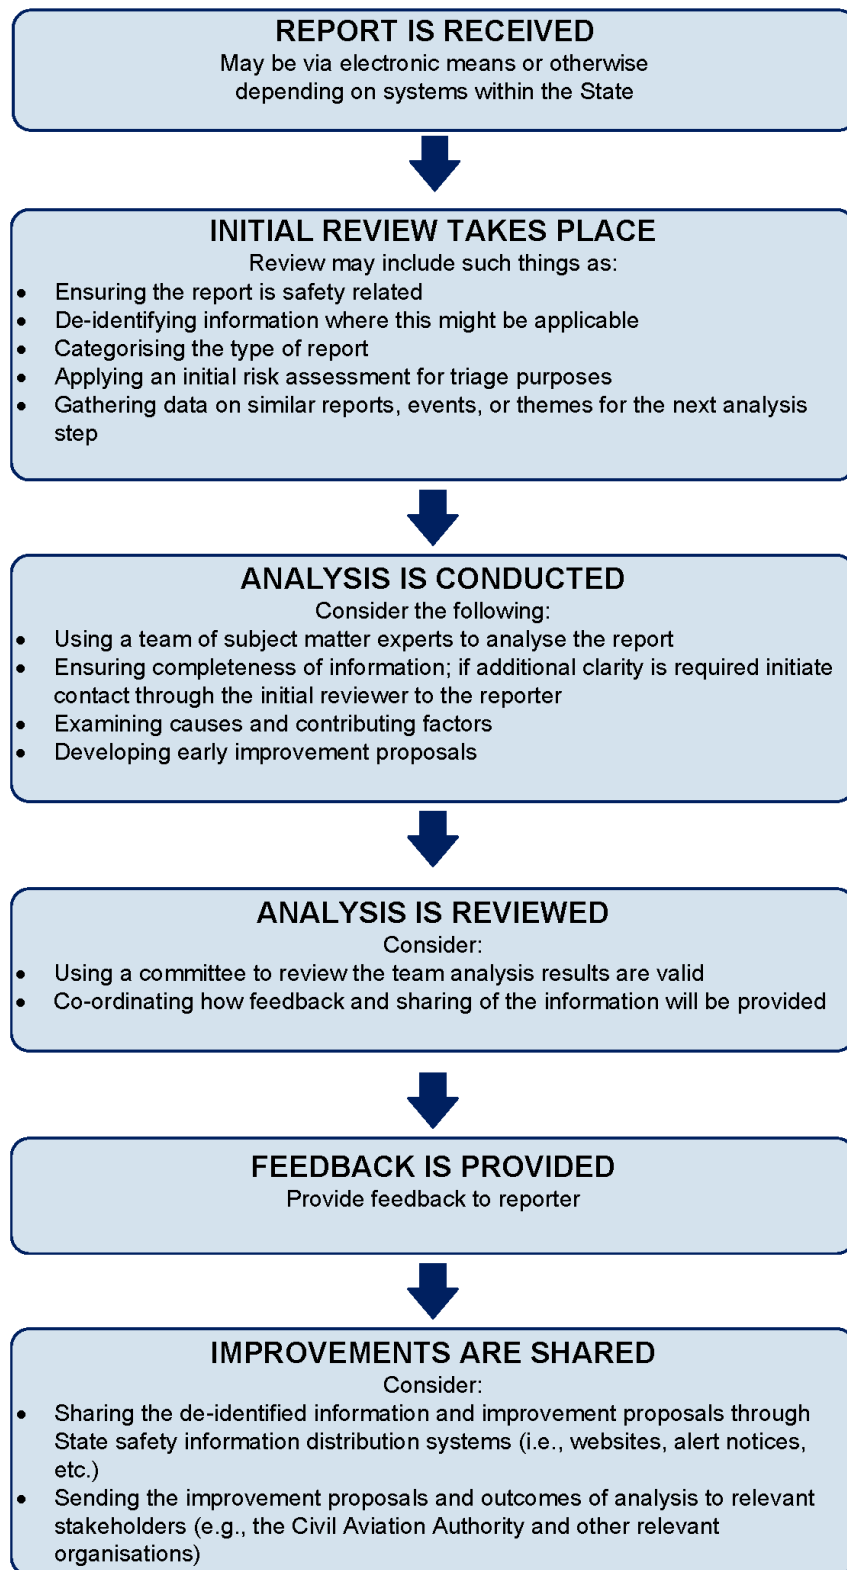 REPORT IS RECEIVED
May be via electronic means or otherwise
depending on systems within the State
INITIAL REVIEW TAKES PLACE
Review may include such things as:
• Ensuring the report is safety related
• De-identifying information where this might be applicable
• Categorising the type of report
• Applying an initial risk assessment for triage purposes
• Gathering data on similar reports, events, or themes for the next analysis
step
ANALYSIS IS CONDUCTED
Consider the following:
• Using a team of subject matter experts to analyse the report
• Ensuring completeness of information; if additional clarity is required initiate
contact through the initial reviewer to the reporter
• Examining causes and contributing factors
• Developing early improvement proposals
ANALYSIS IS REVIEWED
Consider:
• Using a committee to review the team analysis results are valid
• Co-ordinating how feedback and sharing of the information will be provided
FEEDBACK IS PROVIDED
Provide feedback to reporter
IMPROVEMENTS ARE SHARED
Consider:
• Sharing the de-identified information and improvement proposals through
State safety information distribution systems (i.e., websites, alert notices,
etc.)
• Sending the improvement proposals and outcomes of analysis to relevant
stakeholders (e.g., the Civil Aviation Authority and other relevant
organisations)